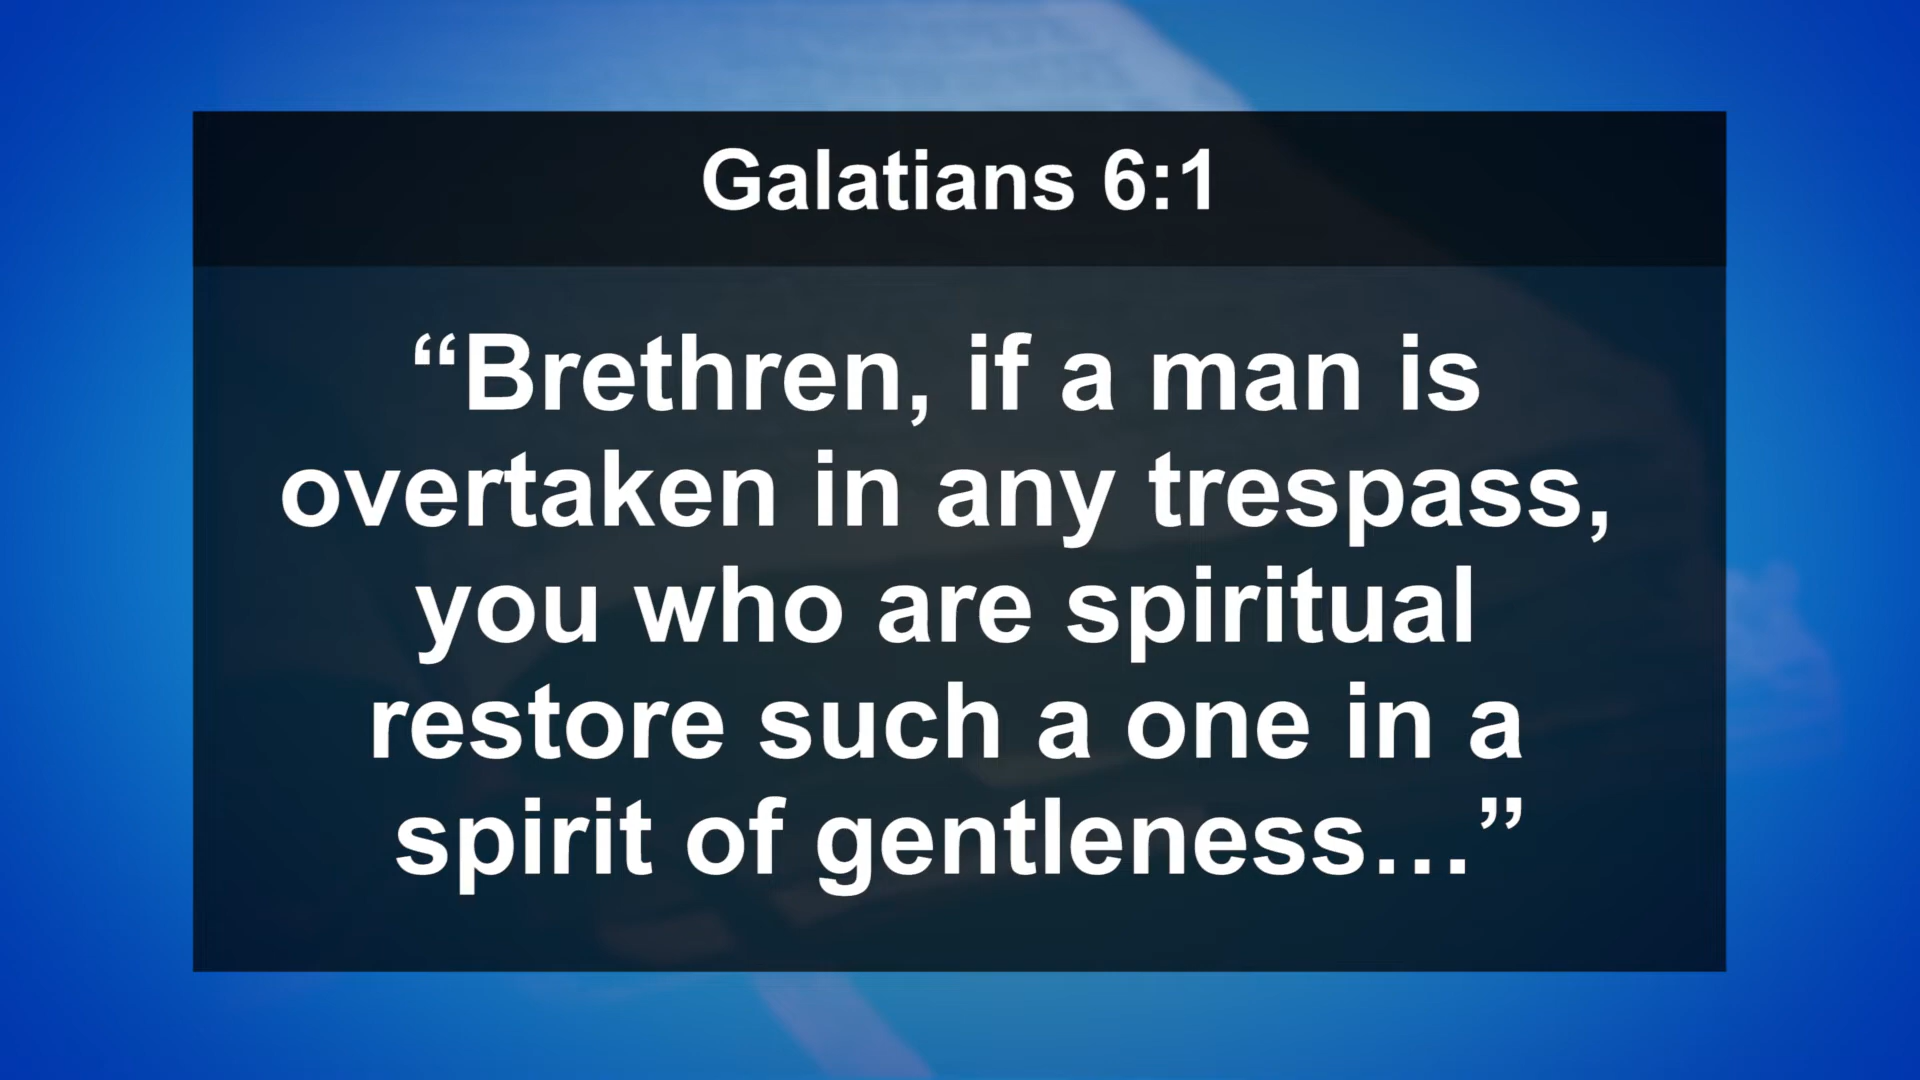 Galatians 6:1
“Brethren, if a man is
overtaken in any trespass,
you who are spiritual
restore such a one in a
spirit of gentleness…”